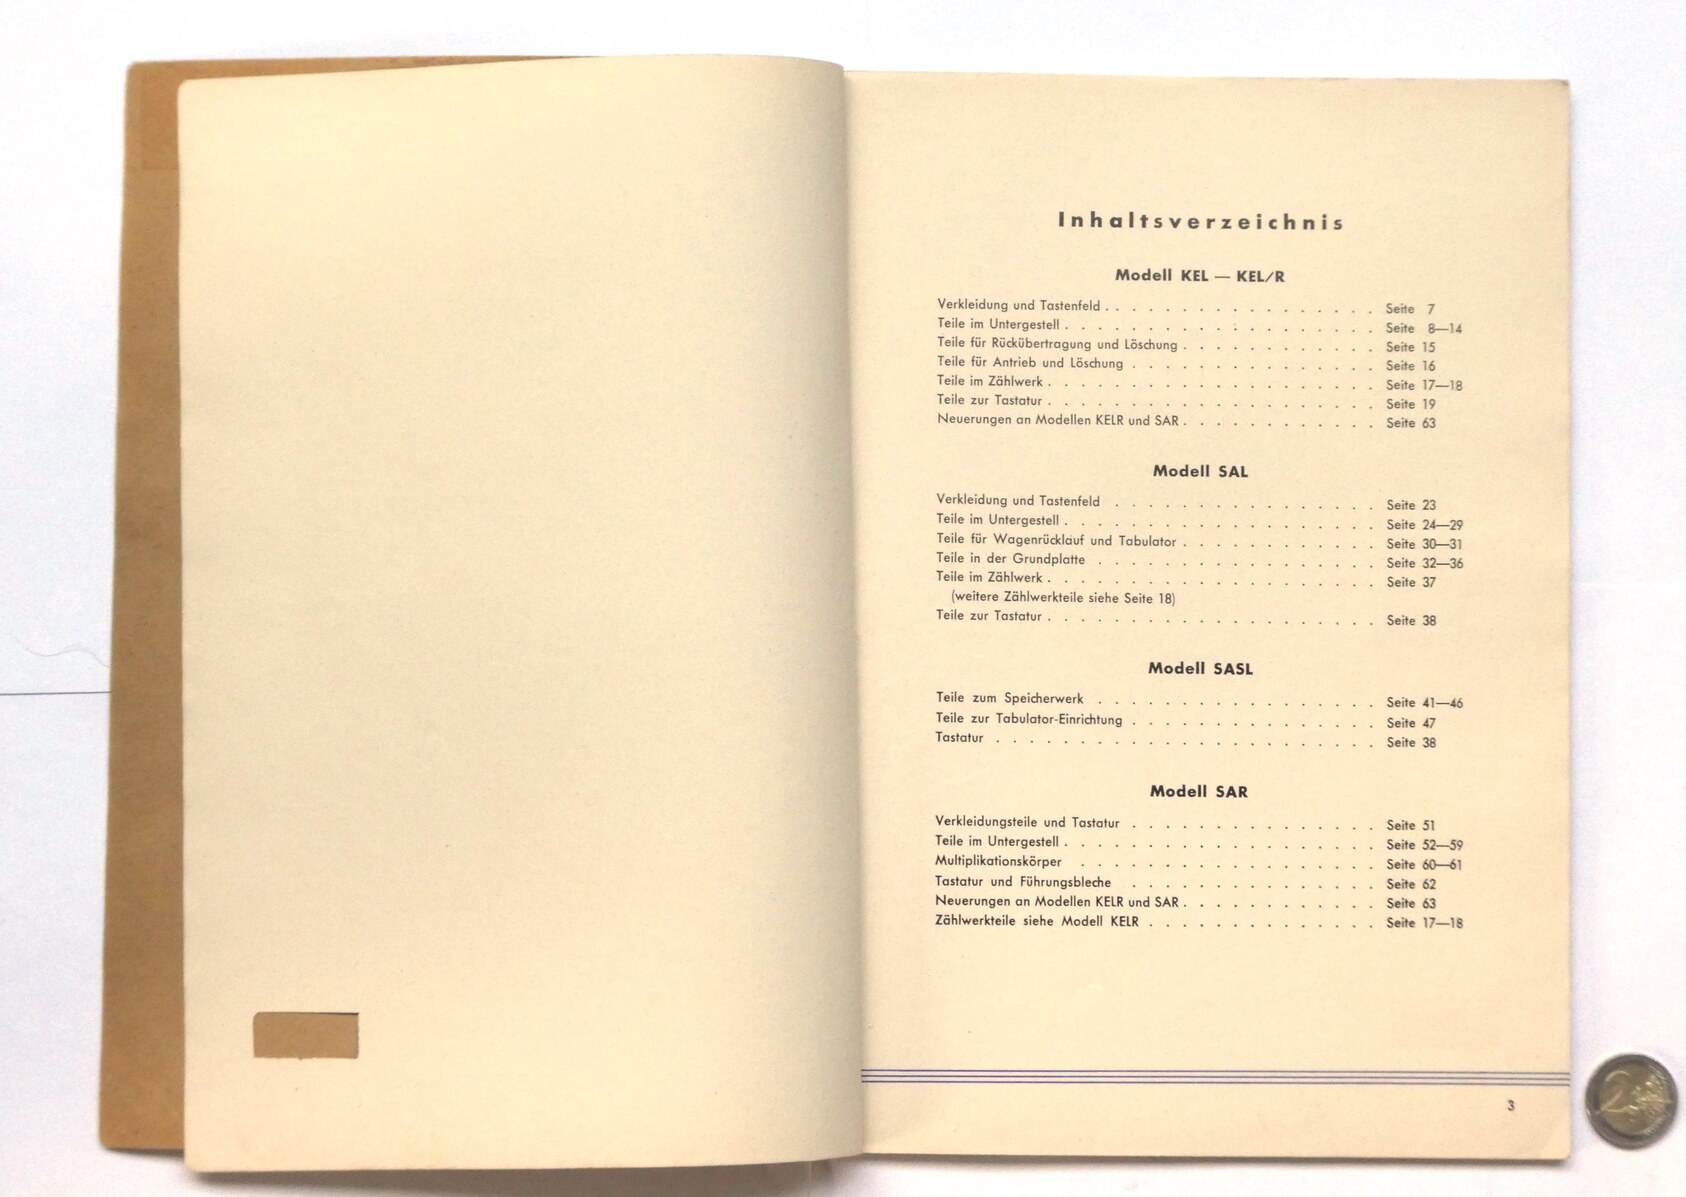 Inhaltsverzeichnis
Modell KEL — KEL/R
Verkleidung und Tastenfeld . . . . . . . . . . . . . . . . . Seite 7
Teile im Untergestell . . . . . . . . . . . . . . . . . . . Seite 8—14
Teile für Rückübertragung und Löschung . . . . . . . . . . . . Seite 15
Teile für Antrieb und Löschung . . . . . . . . . . . . . . . Seite 16
Teile im Zählwerk . . . . . . . . . . . . . . . . . . . . Seite 17—18
Teile zur Tastatur . . . . . . . . . . . . . . . . . . . . Seite 19
Neuerungen an Modellen KELR und SAR . . . . . . . . . . . . Seite 63
Modell SAL
Verkleidung und Tastenfeld . . . . . . . . . . . . . . . . Seite 23
Teile im Untergestell . . . . . . . . . . . . . . . . . . . Seite 24—29
Teile für Wagenrücklauf und Tabulator . . . . . . . . . . . . Seite 30—31
Teile in der Grundplatte . . . . . . . . . . . . . . . . . Seite 32—36
Teile im Zählwerk . . . . . . . . . . . . . . . . . . . . Seite 37
(weitere Zählwerkteile siehe Seite 18)
Teile zur Tastatur . . . . . . . . . . . . . . . . . . . . Seite 38
Modell SASL
Teile zum Speicherwerk . . . . . . . . . . . . . . . . . Seite 41—46
Teile zur Tabulator-Einrichtung . . . . . . . . . . . . . . . Seite 47
Tastatur . . . . . . . . . . . . . . . . . . . . . . Seite 38
Modell SAR
Verkleidungsteile und Tastatur . . . . . . . . . . . . . . . Seite 51
Teile im Untergestell . . . . . . . . . . . . . . . . . . . Seite 52—59
Multiplikationskörper . . . . . . . . . . . . . . . . . . Seite 60—61
Tastatur und Führungsbleche . . . . . . . . . . . . . . . Seite 62
Neuerungen an Modellen KELR und SAR . . . . . . . . . . . . Seite 63
Zählwerkteile siehe Modell KELR . . . . . . . . . . . . . . Seite 17—18
3
2